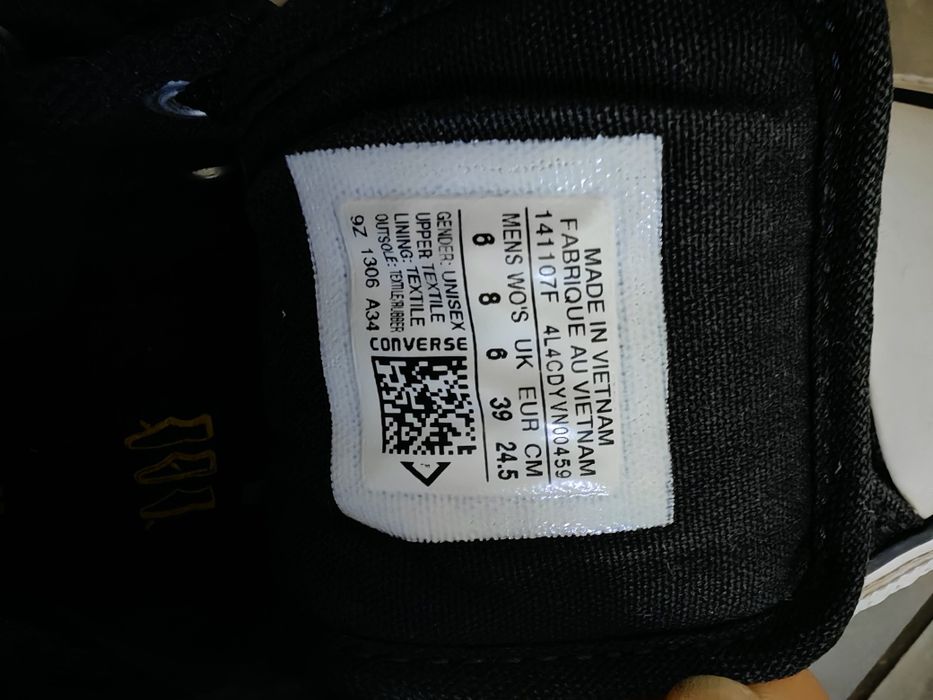 MADE IN VIETNAM
FABRIQUE AU VIETNAM
141107F 4L4CDYVN00459
MENS WO'S UK EUR CM
6 8 6 39 24.5
GENDER: UNISEX
UPPER TEXTILE
LINING: TEXTILE
OUTSOLE: TEXTILE/RUBBER
9Z 1306 A34
CONVERSE
F